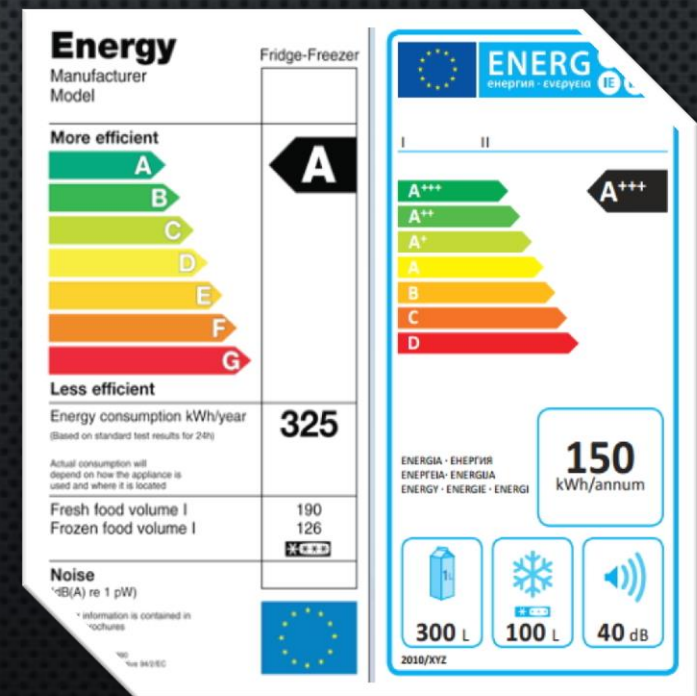 Energy
Fridge-Freezer
Manufacturer
Model
More efficient
A
A
B
C
D
E
F
G
Less efficient
Energy consumption kWh/year
325
(Based on standard test results for 24h)
Actual consumption will
depend on how the appliance is
used and where it is located
Fresh food volume l
190
Frozen food volume l
126
Noise
(dB(A) re 1 pW)
information is contained in
ENERG
енергия · ενεργεια
IE
I II
A+++
A+++
A++
A+
A
B
C
D
ENERGIA · ЕНЕРГИЯ
ΕΝΕΡΓΕΙΑ · ENERGIJA
ENERGY · ENERGIE · ENERGI
150
kWh/annum
1L
300 L
100 L
40 dB
2010/XYZ